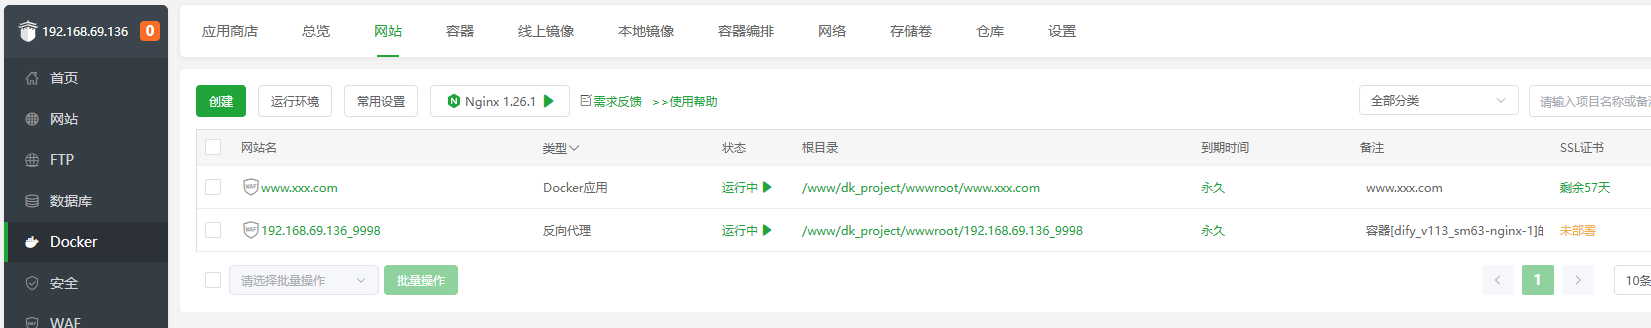 192.168.69.136 0
首页
网站
FTP
数据库
Docker
安全
WAF
应用商店 总览 网站 容器 线上镜像 本地镜像 容器编排 网络 存储卷 仓库 设置
创建 运行环境 常用设置 Nginx 1.26.1 需求反馈 >>使用帮助 全部分类 请输入项目名称或备
网站名 类型 状态 根目录 到期时间 备注 SSL证书
WAF www.xxx.com Docker应用 运行中 /www/dk_project/wwwroot/www.xxx.com 永久 www.xxx.com 剩余57天
WAF 192.168.69.136_9998 反向代理 运行中 /www/dk_project/wwwroot/192.168.69.136_9998 永久 容器[dify_v113_sm63-nginx-1]的 未部署
请选择批量操作 批量操作 1 10条